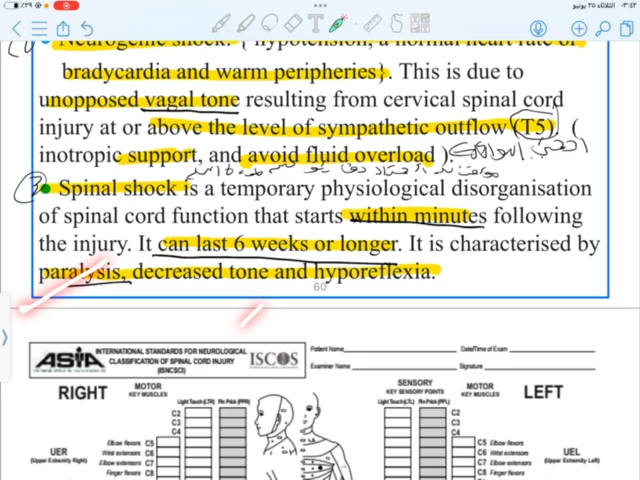 ٣:٤٢ الثلاثاء ٢٥ يونيو
٢٩٪
Neurogenic shock. {hypotension, a normal heart rate or
bradycardia and warm peripheries}. This is due to
unopposed vagal tone resulting from cervical spinal cord
injury at or above the level of sympathetic outflow (T5). (
inotropic support, and avoid fluid overload ).
Spinal shock is a temporary physiological disorganisation
of spinal cord function that starts within minutes following
the injury. It can last 6 weeks or longer. It is characterised by
paralysis, decreased tone and hyporeflexia.
60
ASIA
INTERNATIONAL STANDARDS FOR NEUROLOGICAL
CLASSIFICATION OF SPINAL CORD INJURY
(ISNCSCI)
ISCOS
Patient Name
Date/Time of Exam
Examiner Name
Signature
RIGHT
MOTOR
KEY MUSCLES
SENSORY
KEY SENSORY POINTS
MOTOR
KEY MUSCLES
LEFT
Light Touch (LTR) Pin Prick (PPR)
Light Touch (LTL) Pin Prick (PPL)
C2
C3
C4
C2
C3
C4
UER
(Upper Extremity Right)
Elbow flexors C5
Wrist extensors C6
Elbow extensors C7
Finger flexors C8
C5 Elbow flexors
C6 Wrist extensors
C7 Elbow extensors
C8 Finger flexors
UEL
(Upper Extremity Left)